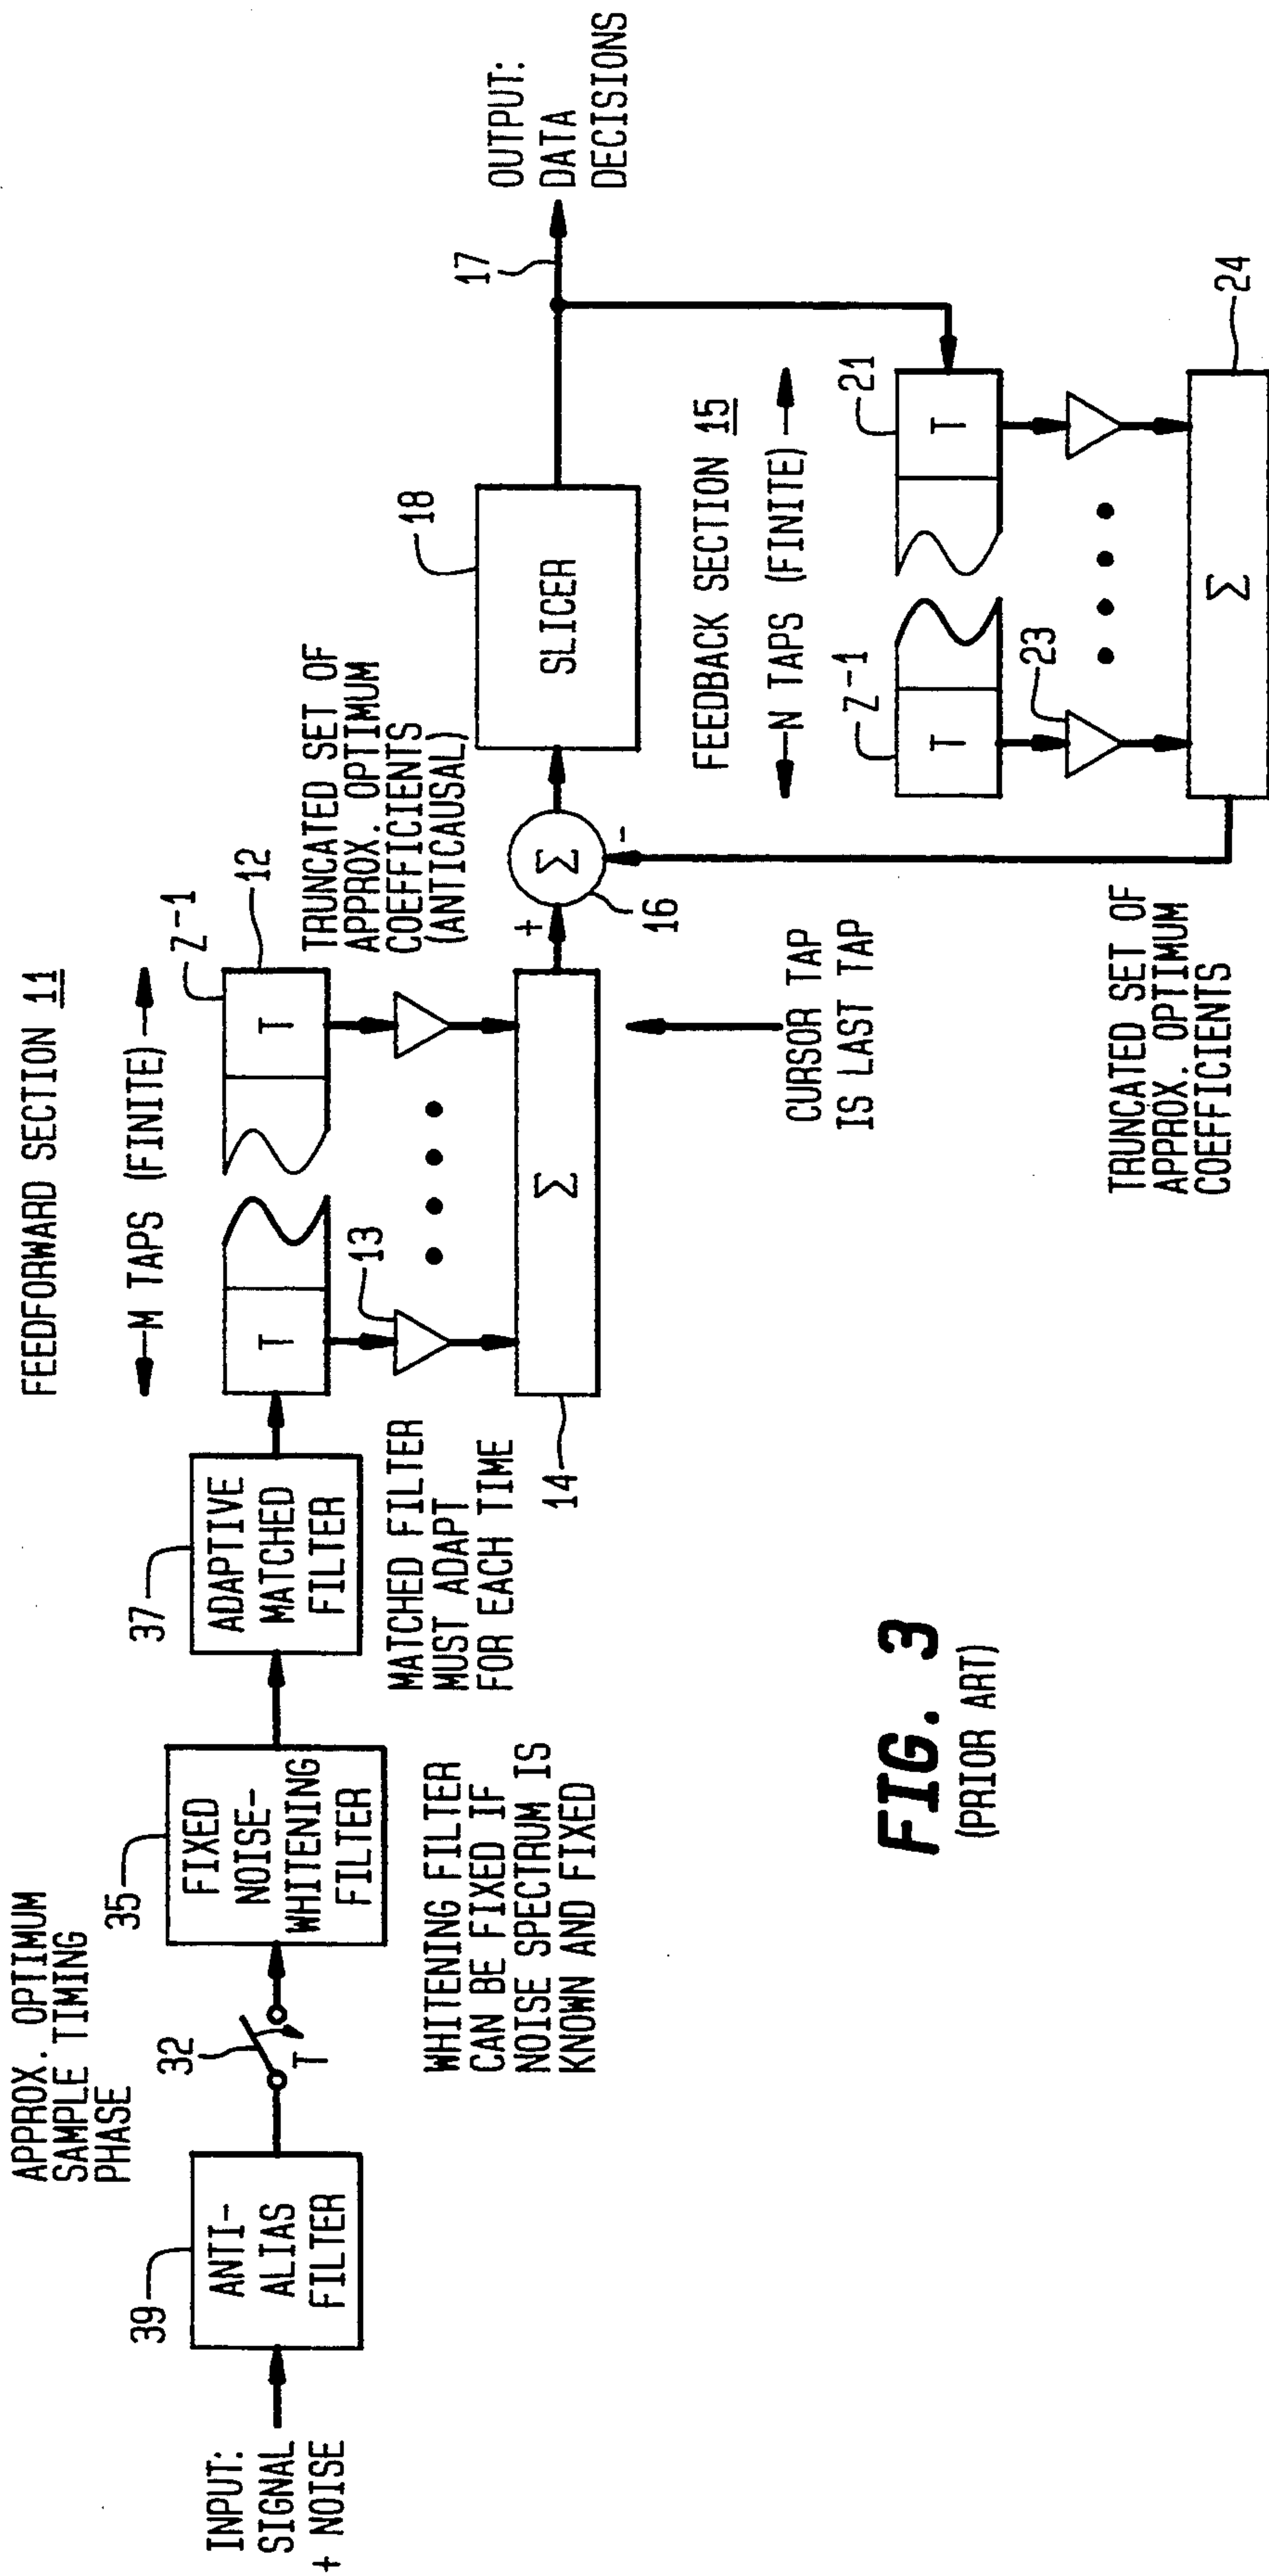 FEEDFORWARD SECTION 11
M TAPS (FINITE)
Z-1
12
T
T
13
Σ
14
TRUNCATED SET OF
APPROX. OPTIMUM
COEFFICIENTS
(ANTICAUSAL)
APPROX. OPTIMUM
SAMPLE TIMING
PHASE
INPUT:
SIGNAL
+ NOISE
39
ANTI-
ALIAS
FILTER
32
T
35
FIXED
NOISE-
WHITENING
FILTER
WHITENING FILTER
CAN BE FIXED IF
NOISE SPECTRUM IS
KNOWN AND FIXED
37
ADAPTIVE
MATCHED
FILTER
MATCHED FILTER
MUST ADAPT
FOR EACH TIME
CURSOR TAP
IS LAST TAP
+
Σ
-
16
18
SLICER
17
OUTPUT:
DATA
DECISIONS
FEEDBACK SECTION 15
N TAPS (FINITE)
Z-1
21
T
T
23
Σ
24
TRUNCATED SET OF
APPROX. OPTIMUM
COEFFICIENTS
FIG. 3
(PRIOR ART)